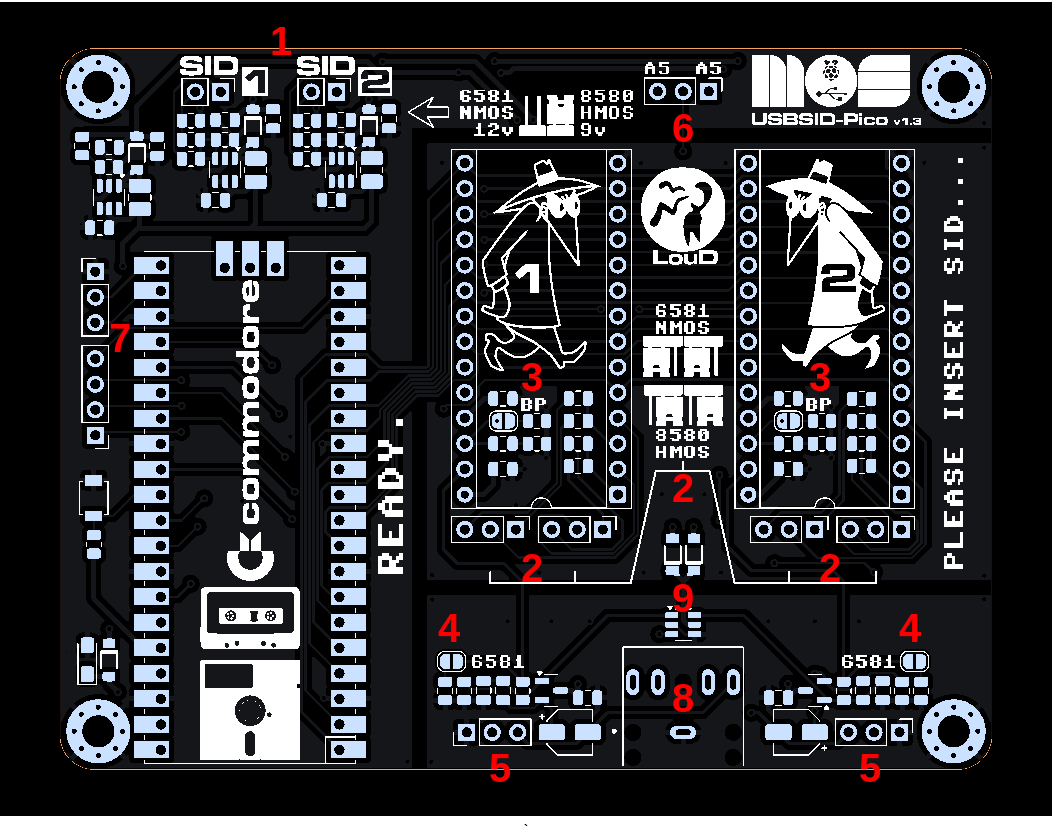 1
SID 1
SID 2
6581
NMOS
12v
8580
HMOS
9v
A5 A5
6
MOS
USBSID-Pico v1.3
1
LouD
2
PLEASE INSERT SID...
7
commodore
READY.
6581
NMOS
8580
HMOS
3
BP
3
BP
2
2
2
9
4
6581
6581
4
8
5
5